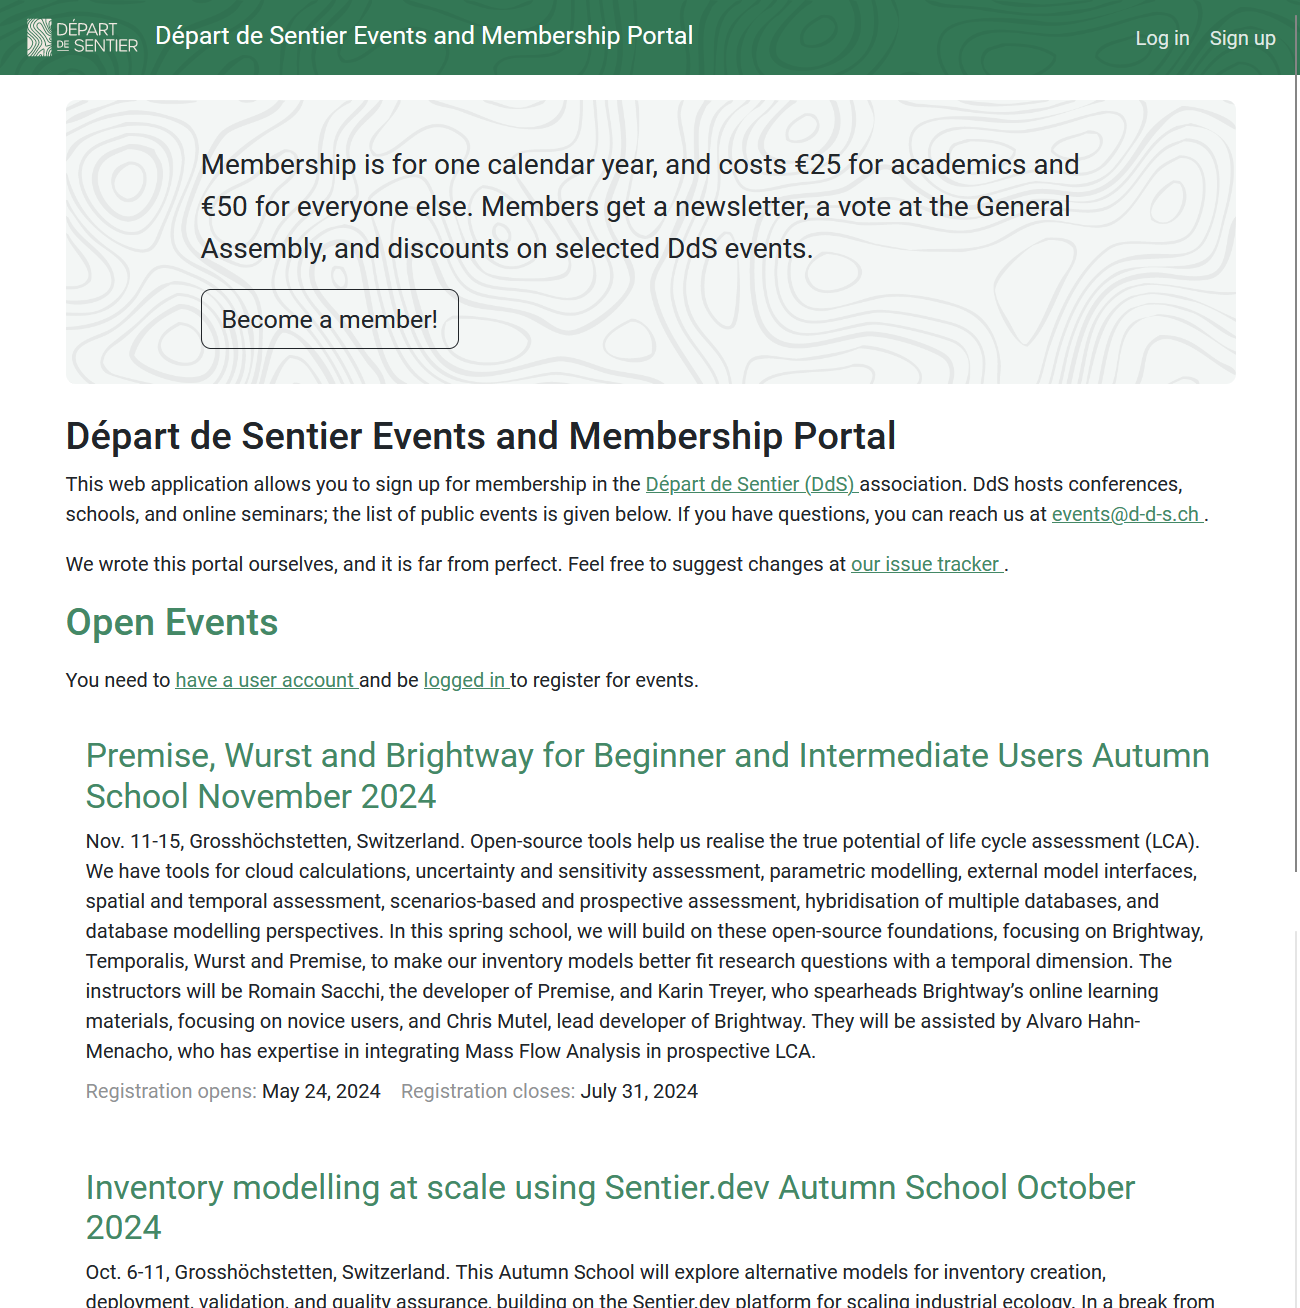 DÉPART
DE SENTIER
Départ de Sentier Events and Membership Portal
Log in
Sign up
Membership is for one calendar year, and costs €25 for academics and
€50 for everyone else. Members get a newsletter, a vote at the General
Assembly, and discounts on selected DdS events.
Become a member!
Départ de Sentier Events and Membership Portal
This web application allows you to sign up for membership in the Départ de Sentier (DdS) association. DdS hosts conferences,
schools, and online seminars; the list of public events is given below. If you have questions, you can reach us at events@d-d-s.ch .
We wrote this portal ourselves, and it is far from perfect. Feel free to suggest changes at our issue tracker .
Open Events
You need to have a user account and be logged in to register for events.
Premise, Wurst and Brightway for Beginner and Intermediate Users Autumn
School November 2024
Nov. 11-15, Grosshöchstetten, Switzerland. Open-source tools help us realise the true potential of life cycle assessment (LCA).
We have tools for cloud calculations, uncertainty and sensitivity assessment, parametric modelling, external model interfaces,
spatial and temporal assessment, scenarios-based and prospective assessment, hybridisation of multiple databases, and
database modelling perspectives. In this spring school, we will build on these open-source foundations, focusing on Brightway,
Temporalis, Wurst and Premise, to make our inventory models better fit research questions with a temporal dimension. The
instructors will be Romain Sacchi, the developer of Premise, and Karin Treyer, who spearheads Brightway’s online learning
materials, focusing on novice users, and Chris Mutel, lead developer of Brightway. They will be assisted by Alvaro Hahn-
Menacho, who has expertise in integrating Mass Flow Analysis in prospective LCA.
Registration opens: May 24, 2024 Registration closes: July 31, 2024
Inventory modelling at scale using Sentier.dev Autumn School October
2024
Oct. 6-11, Grosshöchstetten, Switzerland. This Autumn School will explore alternative models for inventory creation,
deployment, validation, and quality assurance, building on the Sentier.dev platform for scaling industrial ecology. In a break from